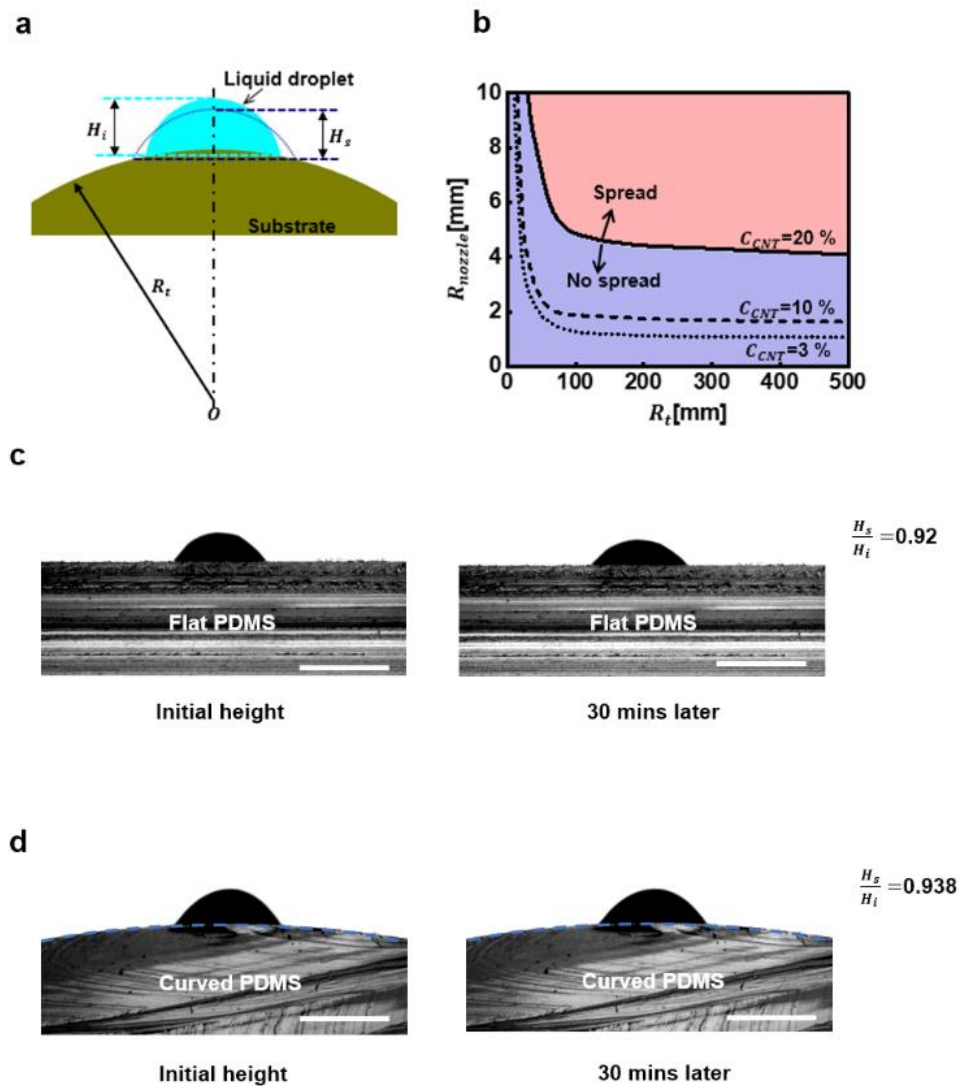 a
Liquid droplet
H_i
H_s
Substrate
R_t
O
b
R_nozzle[mm]
10
8
6
4
2
0
Spread
No spread
C_CNT=20 %
C_CNT=10 %
C_CNT=3 %
0 100 200 300 400 500
R_t[mm]
c
Flat PDMS
Flat PDMS
H_s/H_i=0.92
Initial height
30 mins later
d
Curved PDMS
Curved PDMS
H_s/H_i=0.938
Initial height
30 mins later